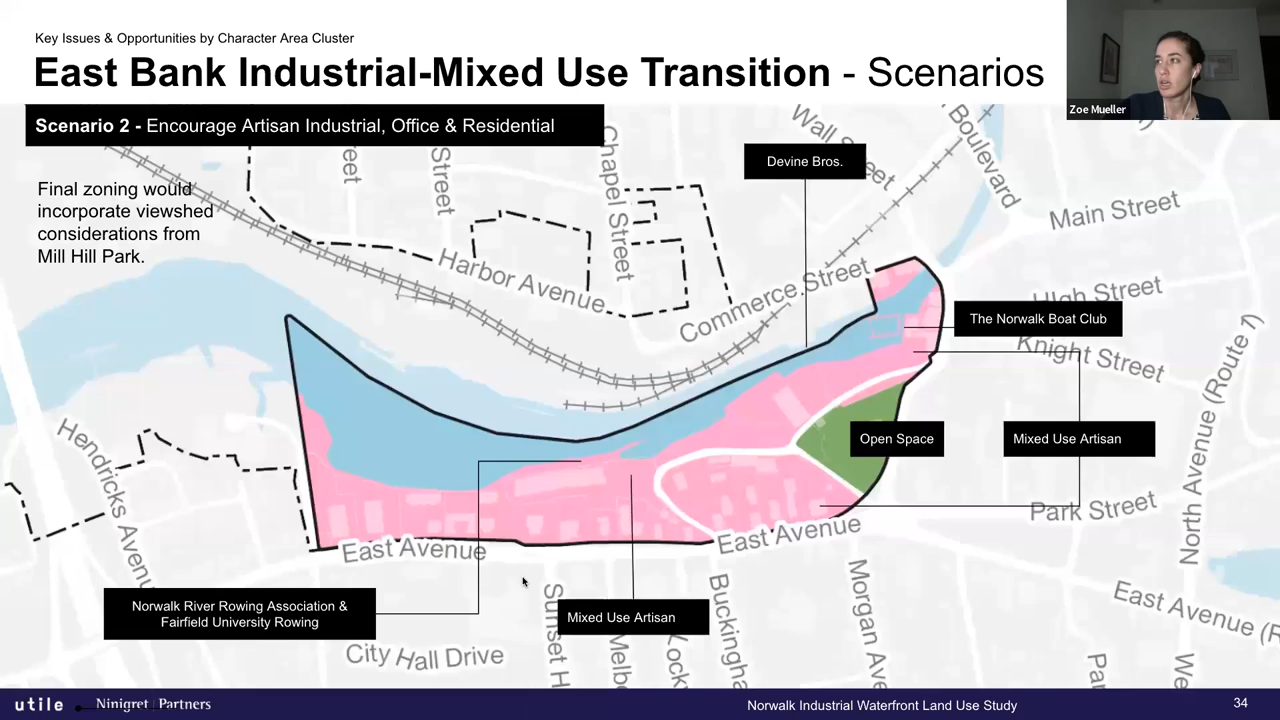 Key Issues & Opportunities by Character Area Cluster
East Bank Industrial-Mixed Use Transition - Scenarios
Zoe Mueller
Scenario 2 - Encourage Artisan Industrial, Office & Residential
Final zoning would
incorporate viewshed
considerations from
Mill Hill Park.
Street
Chapel Street
Wall Street
Boulevard
Devine Bros.
Main Street
Harbor Avenue
Commerce Street
High Street
The Norwalk Boat Club
Knight Street
North Avenue (Route 7)
Hendricks Avenue
Open Space
Mixed Use Artisan
Park Street
East Avenue
East Avenue
East Avenue
Norwalk River Rowing Association &
Fairfield University Rowing
Mixed Use Artisan
Morgan Ave
City Hall Drive
utile
Ninigret Partners
Norwalk Industrial Waterfront Land Use Study
34